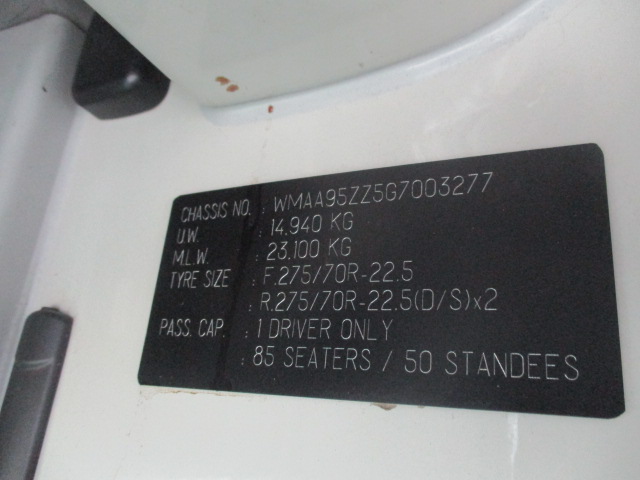 CHASSIS NO. : WMAA95ZZ5G7003277
U.W. : 14,940 KG
M.L.W. : 23,100 KG
TYRE SIZE : F.275/70R-22.5
: R.275/70R-22.5(D/S)x2
PASS. CAP. : 1 DRIVER ONLY
: 85 SEATERS / 50 STANDEES